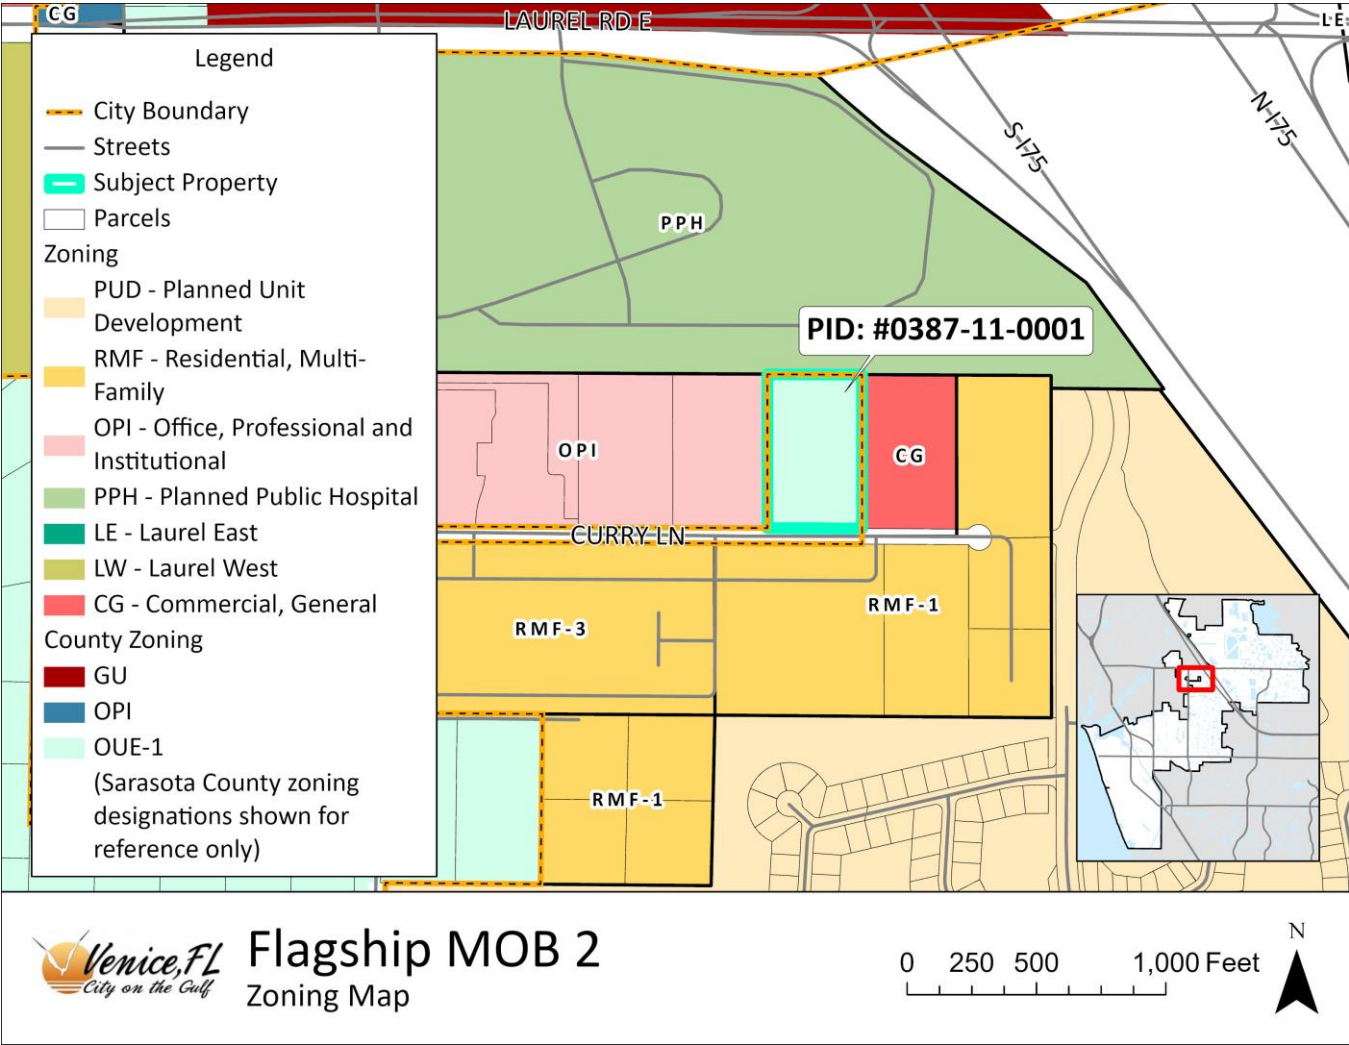 CG
LAUREL RD E
LE
Legend
City Boundary
Streets
Subject Property
Parcels
Zoning
PUD - Planned Unit
Development
RMF - Residential, Multi-
Family
OPI - Office, Professional and
Institutional
PPH - Planned Public Hospital
LE - Laurel East
LW - Laurel West
CG - Commercial, General
County Zoning
GU
OPI
OUE-1
(Sarasota County zoning
designations shown for
reference only)
S I75
N I75
PPH
PID: #0387-11-0001
OPI
CG
CURRY LN
RMF-3
RMF-1
RMF-1
Venice, FL
City on the Gulf
Flagship MOB 2
Zoning Map
0 250 500 1,000 Feet
N